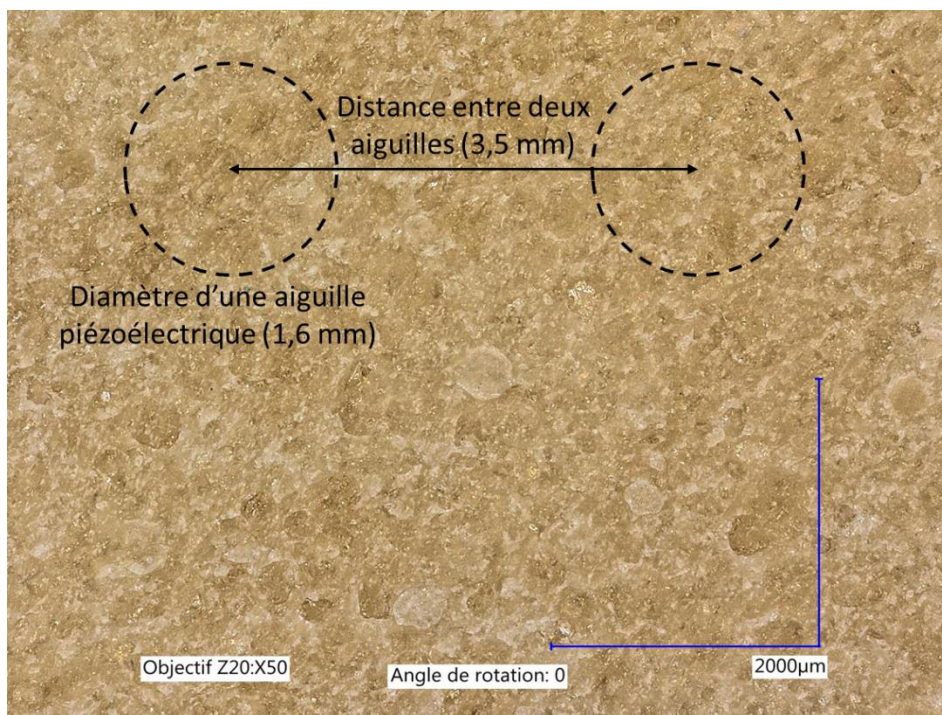 Distance entre deux
aiguilles (3,5 mm)
Diamètre d'une aiguille
piézoélectrique (1,6 mm)
Objectif Z20:X50
Angle de rotation: 0
2000μm